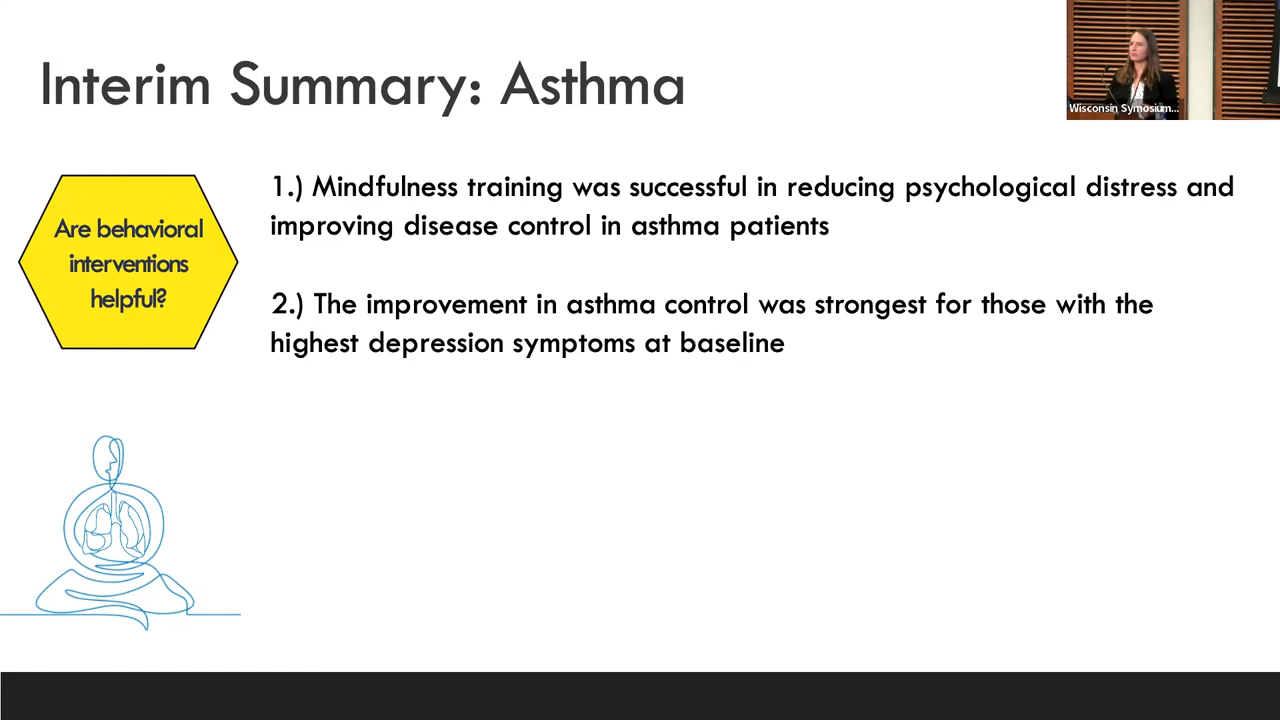 Interim Summary: Asthma
Wisconsin Symosium...
Are behavioral
interventions
helpful?
1.) Mindfulness training was successful in reducing psychological distress and
improving disease control in asthma patients
2.) The improvement in asthma control was strongest for those with the
highest depression symptoms at baseline